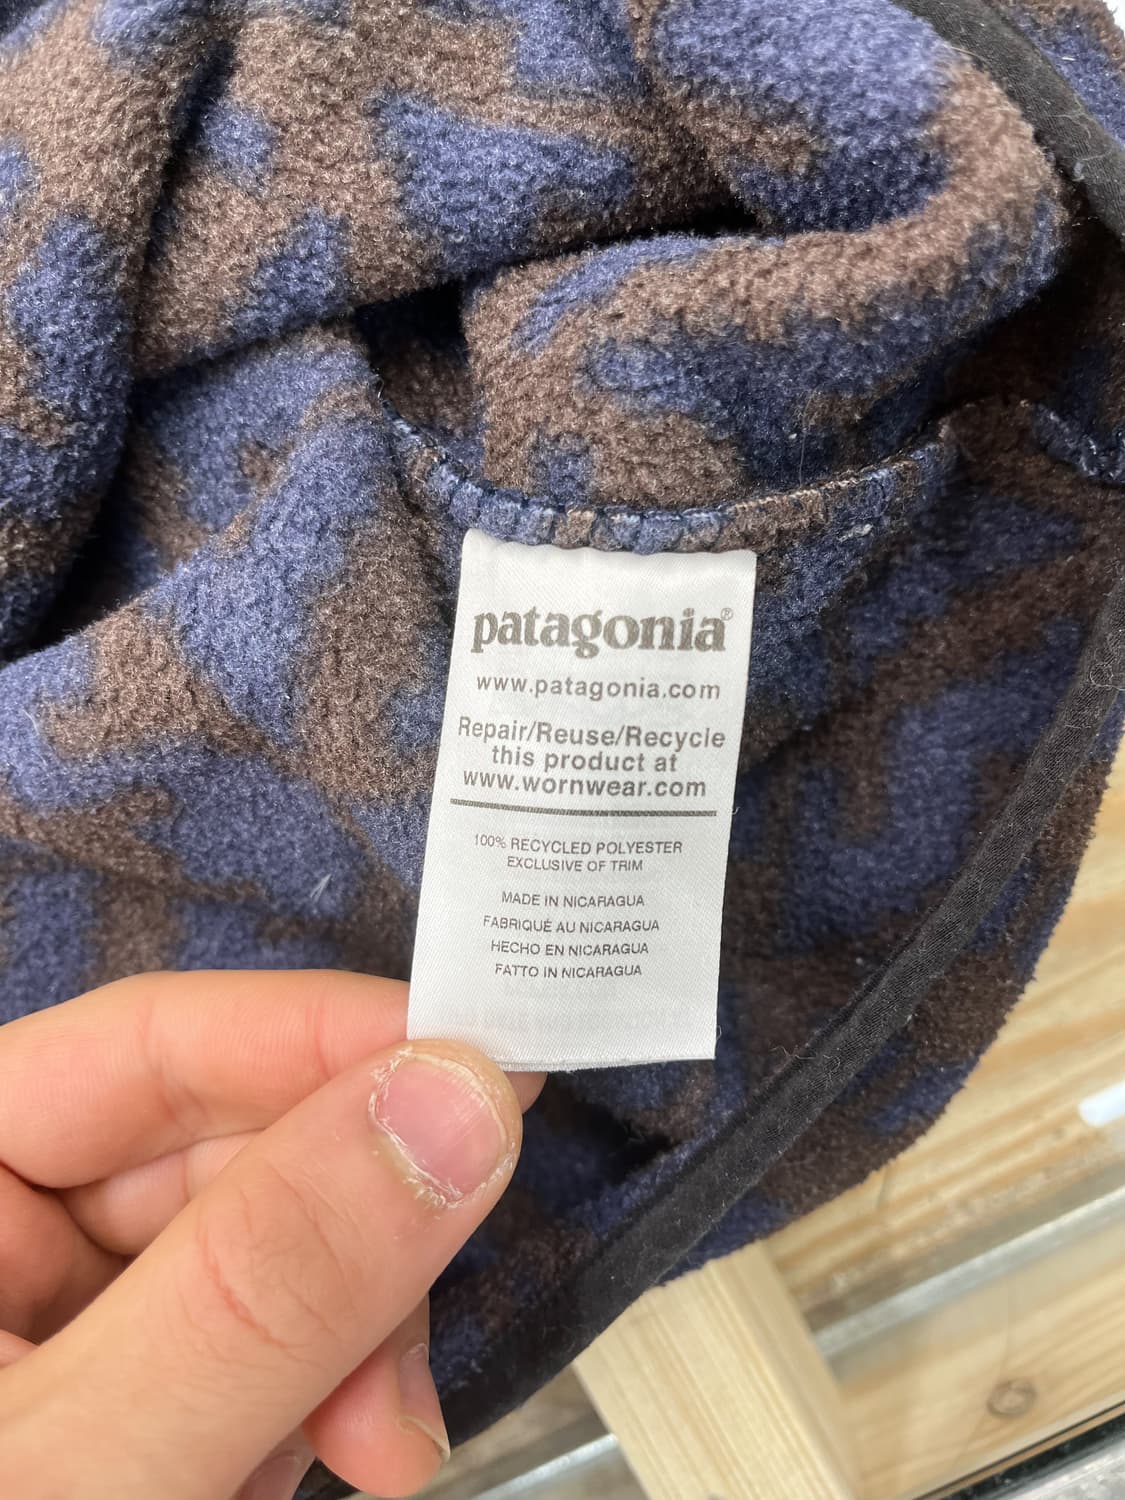 patagonia®
www.patagonia.com
Repair/Reuse/Recycle
this product at
www.wornwear.com
100% RECYCLED POLYESTER
EXCLUSIVE OF TRIM
MADE IN NICARAGUA
FABRIQUÉ AU NICARAGUA
HECHO EN NICARAGUA
FATTO IN NICARAGUA